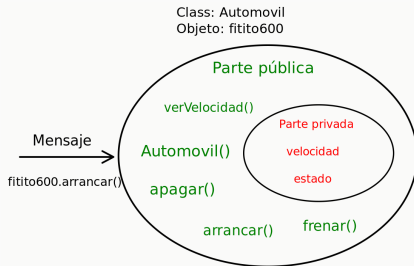 Class: Automovil
Objeto: fitito600
Parte pública
verVelocidad()
Parte privada
Mensaje
Automovil()
velocidad
fitito600.arrancar()
apagar()
estado
arrancar()
frenar()